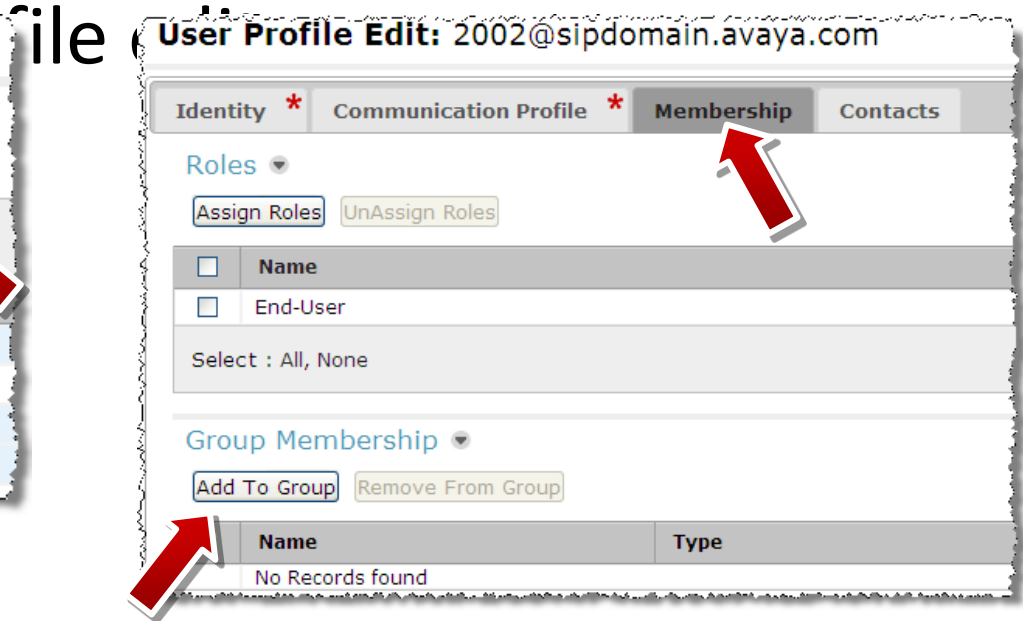 ile
User Profile Edit: 2002@sipdomain.avaya.com
Identity * Communication Profile * Membership Contacts
Roles
Assign Roles UnAssign Roles
Name
End-User
Select : All, None
Group Membership
Add To Group Remove From Group
Name Type
No Records found